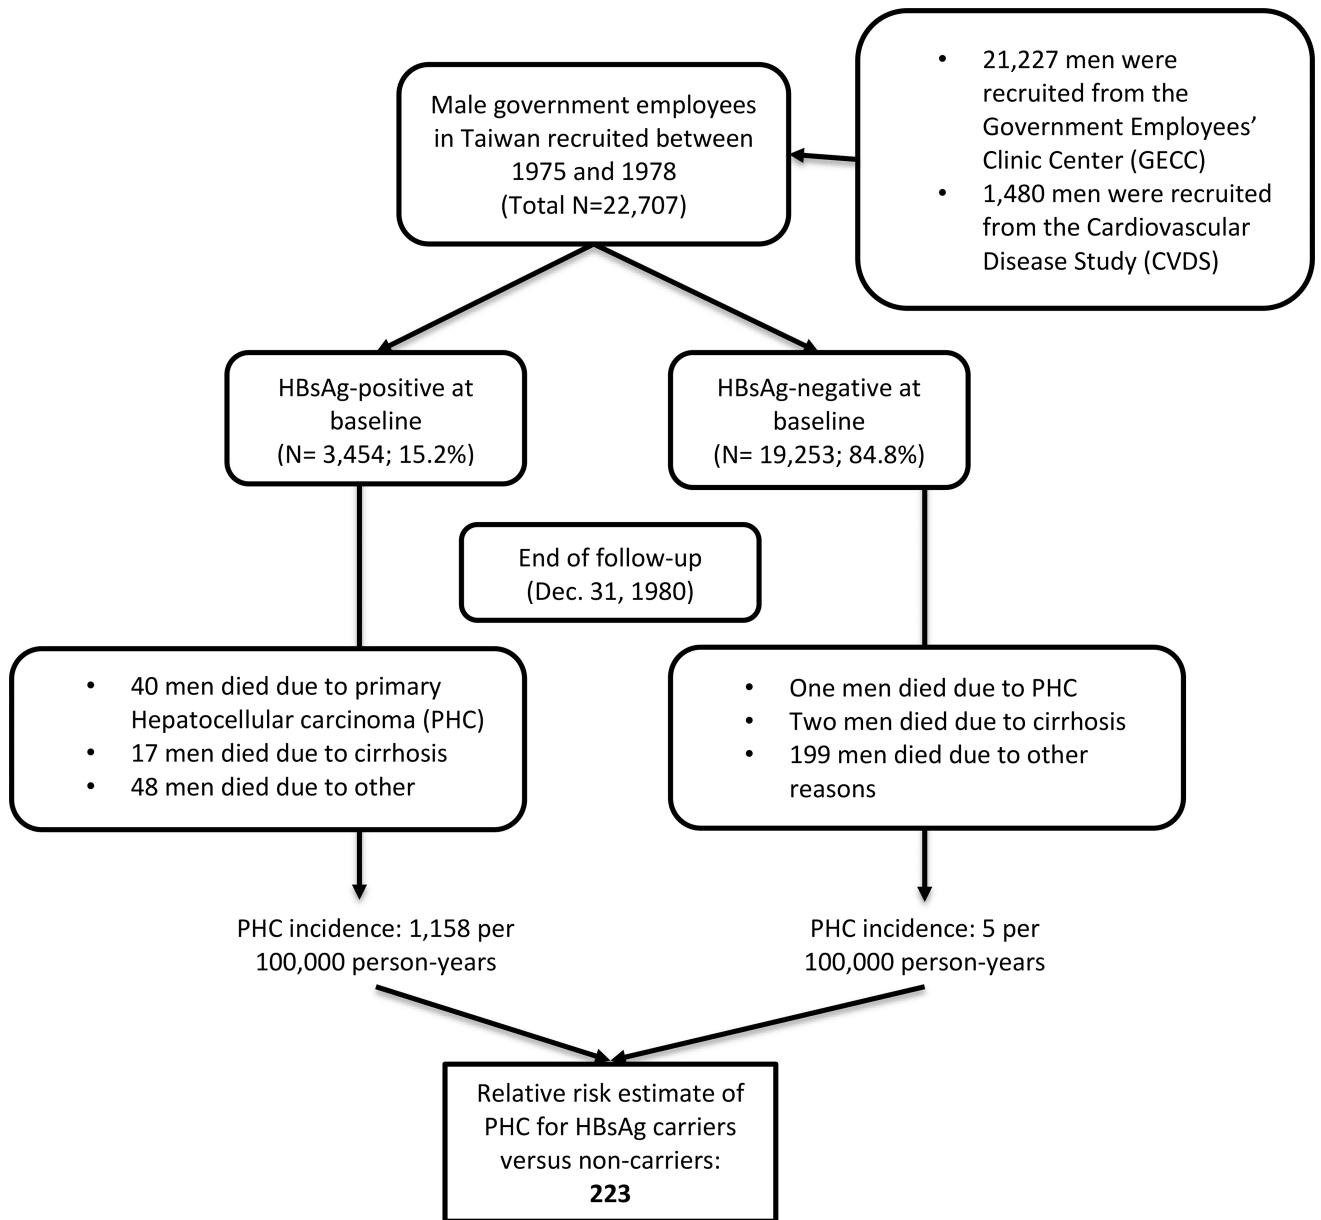 Male government employees
in Taiwan recruited between
1975 and 1978
(Total N=22,707)
• 21,227 men were
recruited from the
Government Employees’
Clinic Center (GECC)
• 1,480 men were recruited
from the Cardiovascular
Disease Study (CVDS)
HBsAg-positive at
baseline
(N= 3,454; 15.2%)
HBsAg-negative at
baseline
(N= 19,253; 84.8%)
End of follow-up
(Dec. 31, 1980)
• 40 men died due to primary
Hepatocellular carcinoma (PHC)
• 17 men died due to cirrhosis
• 48 men died due to other
• One men died due to PHC
• Two men died due to cirrhosis
• 199 men died due to other
reasons
PHC incidence: 1,158 per
100,000 person-years
PHC incidence: 5 per
100,000 person-years
Relative risk estimate of
PHC for HBsAg carriers
versus non-carriers:
223